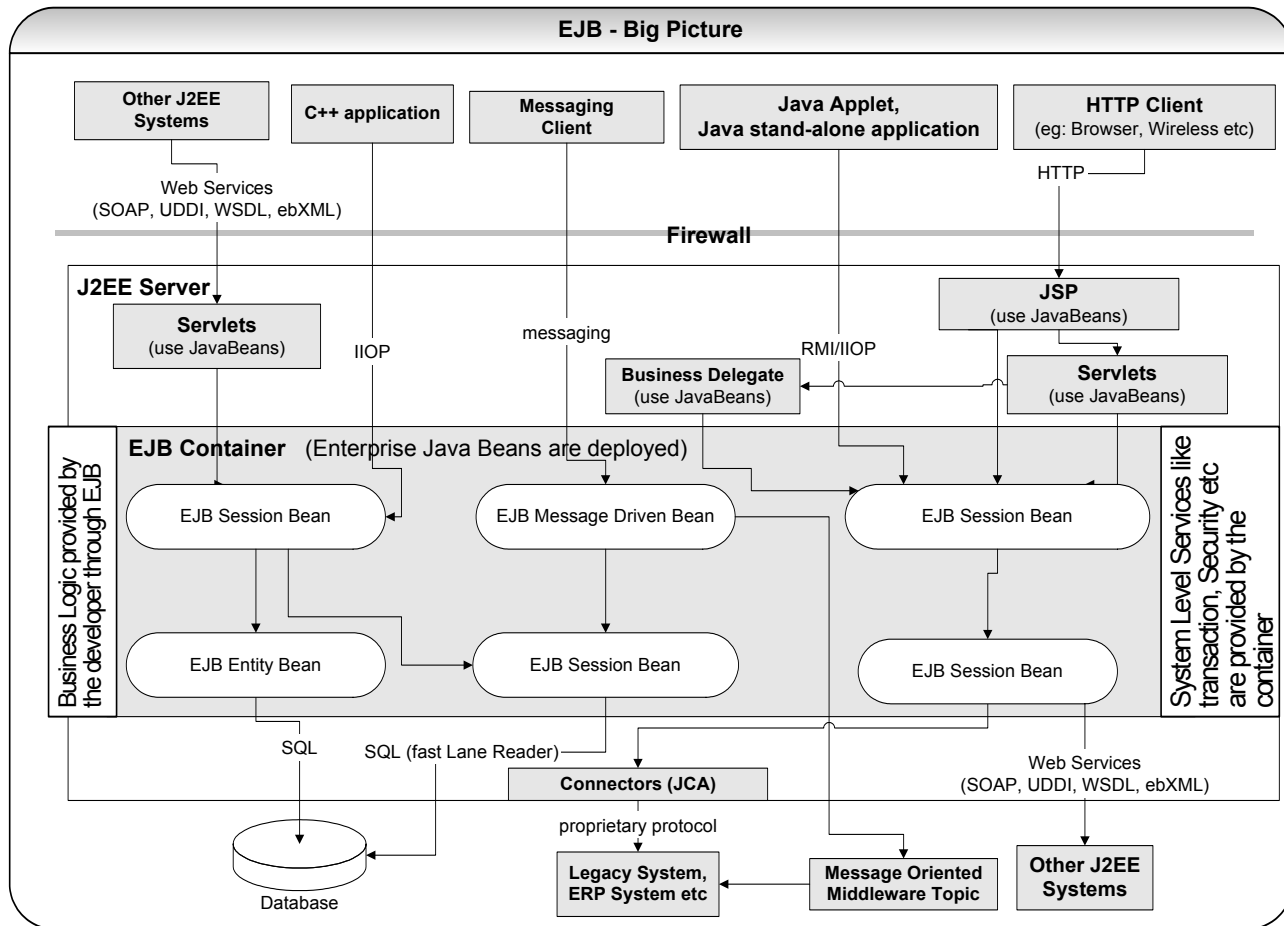 EJB - Big Picture
Other J2EE
Systems
C++ application
Messaging
Client
Java Applet,
Java stand-alone application
HTTP Client
(eg: Browser, Wireless etc)
Web Services
(SOAP, UDDI, WSDL, ebXML)
HTTP
Firewall
J2EE Server
Servlets
(use JavaBeans)
IIOP
messaging
RMI/IIOP
JSP
(use JavaBeans)
Business Delegate
(use JavaBeans)
Servlets
(use JavaBeans)
Business Logic provided by
the developer through EJB
EJB Container (Enterprise Java Beans are deployed)
System Level Services like
transaction, Security etc
are provided by the
container
EJB Session Bean
EJB Message Driven Bean
EJB Session Bean
EJB Entity Bean
EJB Session Bean
EJB Session Bean
SQL
SQL (fast Lane Reader)
Web Services
(SOAP, UDDI, WSDL, ebXML)
Connectors (JCA)
proprietary protocol
Legacy System,
ERP System etc
Message Oriented
Middleware Topic
Other J2EE
Systems
Database